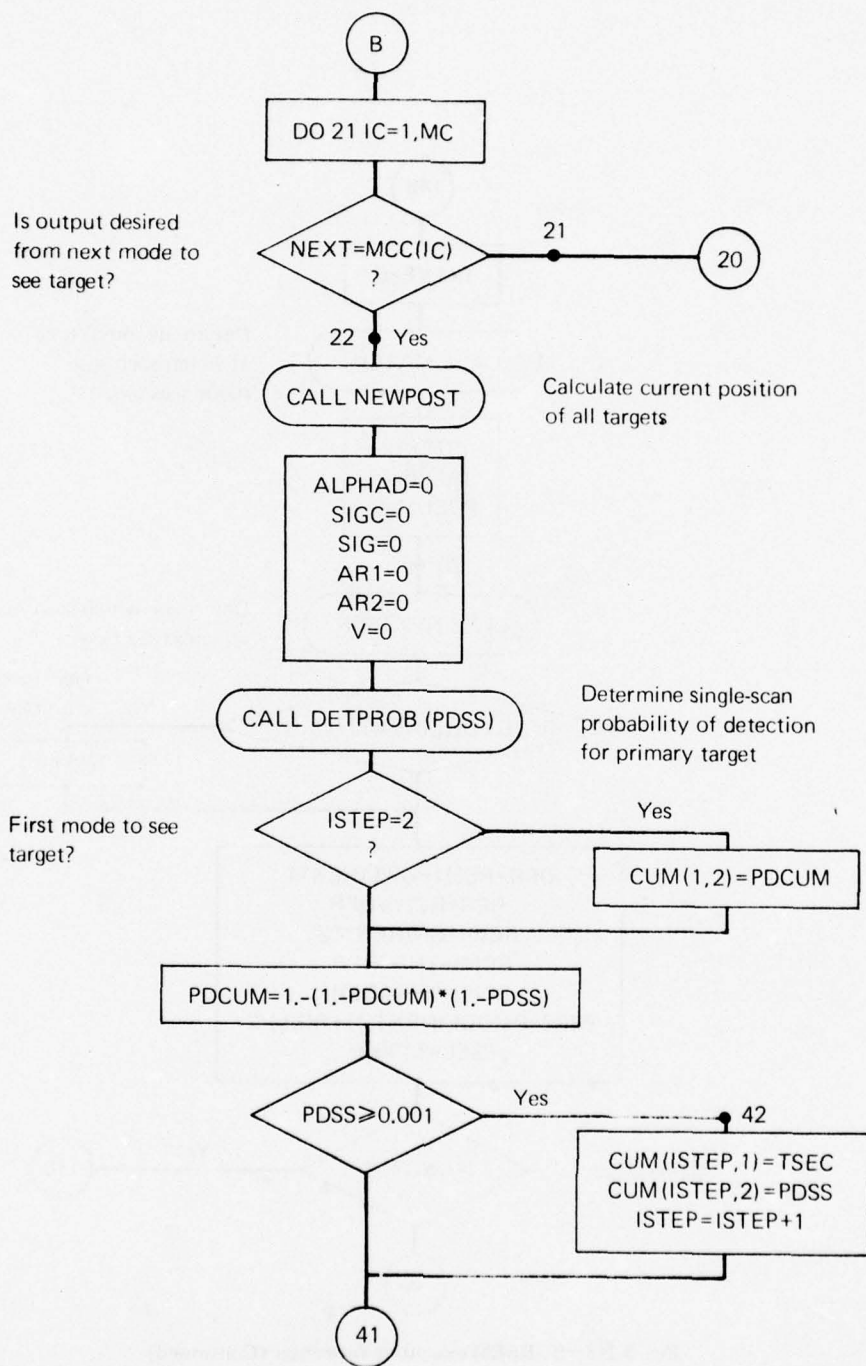 B
DO 21 IC=1,MC
Is output desired
from next mode to
see target?
NEXT=MCC(IC)
?
21
20
22
Yes
CALL NEWPOST
Calculate current position
of all targets
ALPHAD=0
SIGC=0
SIG=0
AR1=0
AR2=0
V=0
CALL DETPROB (PDSS)
Determine single-scan
probability of detection
for primary target
First mode to see
target?
ISTEP=2
?
Yes
CUM(1,2)=PDCUM
PDCUM=1.-(1.-PDCUM)*(1.-PDSS)
PDSS⩾0.001
Yes
42
CUM(ISTEP,1)=TSEC
CUM(ISTEP,2)=PDSS
ISTEP=ISTEP+1
41